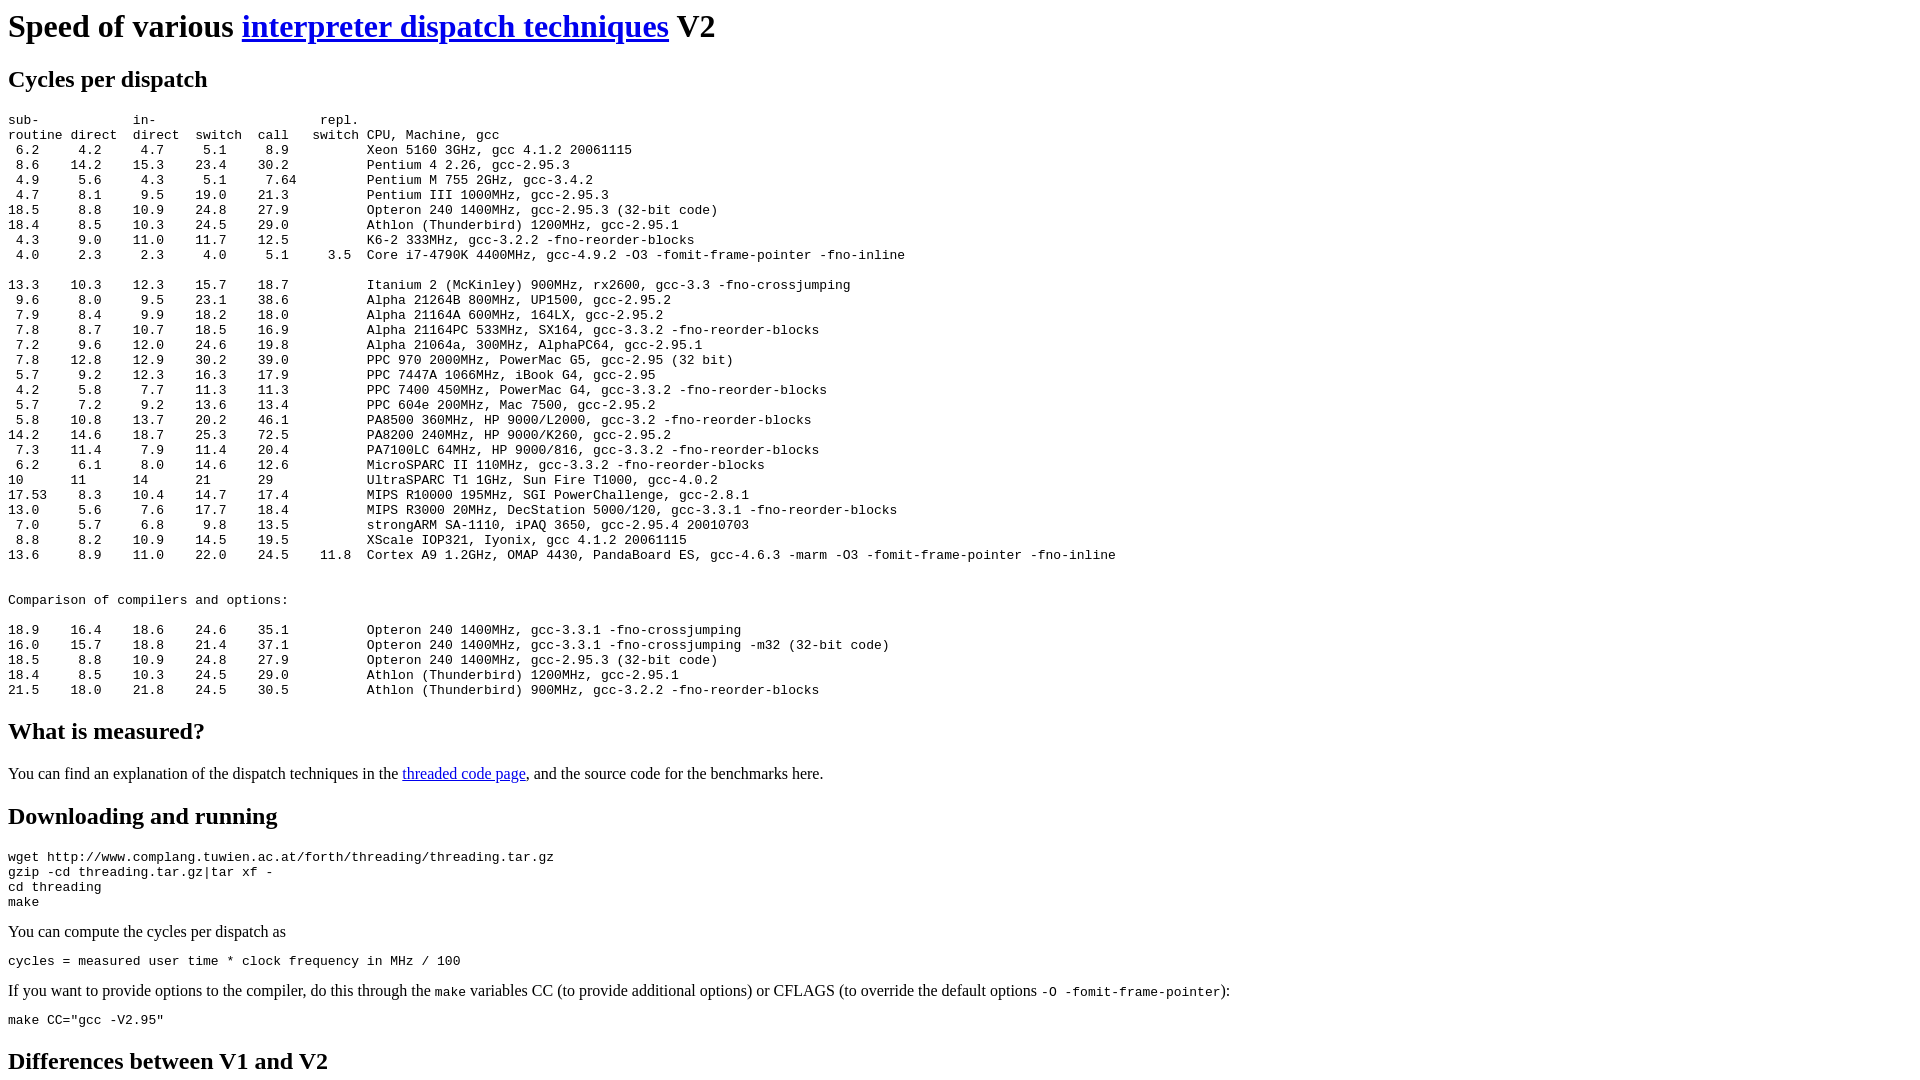 Speed of various interpreter dispatch techniques V2
Cycles per dispatch
sub-            in-                     repl.
routine direct  direct  switch  call   switch CPU, Machine, gcc
 6.2     4.2     4.7     5.1     8.9          Xeon 5160 3GHz, gcc 4.1.2 20061115
 8.6    14.2    15.3    23.4    30.2          Pentium 4 2.26, gcc-2.95.3
 4.9     5.6     4.3     5.1     7.64         Pentium M 755 2GHz, gcc-3.4.2
 4.7     8.1     9.5    19.0    21.3          Pentium III 1000MHz, gcc-2.95.3
18.5     8.8    10.9    24.8    27.9          Opteron 240 1400MHz, gcc-2.95.3 (32-bit code)
18.4     8.5    10.3    24.5    29.0          Athlon (Thunderbird) 1200MHz, gcc-2.95.1
 4.3     9.0    11.0    11.7    12.5          K6-2 333MHz, gcc-3.2.2 -fno-reorder-blocks
 4.0     2.3     2.3     4.0     5.1     3.5  Core i7-4790K 4400MHz, gcc-4.9.2 -O3 -fomit-frame-pointer -fno-inline
13.3    10.3    12.3    15.7    18.7          Itanium 2 (McKinley) 900MHz, rx2600, gcc-3.3 -fno-crossjumping
 9.6     8.0     9.5    23.1    38.6          Alpha 21264B 800MHz, UP1500, gcc-2.95.2
 7.9     8.4     9.9    18.2    18.0          Alpha 21164A 600MHz, 164LX, gcc-2.95.2
 7.8     8.7    10.7    18.5    16.9          Alpha 21164PC 533MHz, SX164, gcc-3.3.2 -fno-reorder-blocks
 7.2     9.6    12.0    24.6    19.8          Alpha 21064a, 300MHz, AlphaPC64, gcc-2.95.1
 7.8    12.8    12.9    30.2    39.0          PPC 970 2000MHz, PowerMac G5, gcc-2.95 (32 bit)
 5.7     9.2    12.3    16.3    17.9          PPC 7447A 1066MHz, iBook G4, gcc-2.95
 4.2     5.8     7.7    11.3    11.3          PPC 7400 450MHz, PowerMac G4, gcc-3.3.2 -fno-reorder-blocks
 5.7     7.2     9.2    13.6    13.4          PPC 604e 200MHz, Mac 7500, gcc-2.95.2
 5.8    10.8    13.7    20.2    46.1          PA8500 360MHz, HP 9000/L2000, gcc-3.2 -fno-reorder-blocks
14.2    14.6    18.7    25.3    72.5          PA8200 240MHz, HP 9000/K260, gcc-2.95.2
 7.3    11.4     7.9    11.4    20.4          PA7100LC 64MHz, HP 9000/816, gcc-3.3.2 -fno-reorder-blocks
 6.2     6.1     8.0    14.6    12.6          MicroSPARC II 110MHz, gcc-3.3.2 -fno-reorder-blocks
10      11      14      21      29            UltraSPARC T1 1GHz, Sun Fire T1000, gcc-4.0.2
17.53    8.3    10.4    14.7    17.4          MIPS R10000 195MHz, SGI PowerChallenge, gcc-2.8.1
13.0     5.6     7.6    17.7    18.4          MIPS R3000 20MHz, DecStation 5000/120, gcc-3.3.1 -fno-reorder-blocks
 7.0     5.7     6.8     9.8    13.5          strongARM SA-1110, iPAQ 3650, gcc-2.95.4 20010703
 8.8     8.2    10.9    14.5    19.5          XScale IOP321, Iyonix, gcc 4.1.2 20061115
13.6     8.9    11.0    22.0    24.5    11.8  Cortex A9 1.2GHz, OMAP 4430, PandaBoard ES, gcc-4.6.3 -marm -O3 -fomit-frame-pointer -fno-inline
Comparison of compilers and options:
18.9    16.4    18.6    24.6    35.1          Opteron 240 1400MHz, gcc-3.3.1 -fno-crossjumping
16.0    15.7    18.8    21.4    37.1          Opteron 240 1400MHz, gcc-3.3.1 -fno-crossjumping -m32 (32-bit code)
18.5     8.8    10.9    24.8    27.9          Opteron 240 1400MHz, gcc-2.95.3 (32-bit code)
18.4     8.5    10.3    24.5    29.0          Athlon (Thunderbird) 1200MHz, gcc-2.95.1
21.5    18.0    21.8    24.5    30.5          Athlon (Thunderbird) 900MHz, gcc-3.2.2 -fno-reorder-blocks
What is measured?
You can find an explanation of the dispatch techniques in the threaded code page, and the source code for the benchmarks here.
Downloading and running
wget http://www.complang.tuwien.ac.at/forth/threading/threading.tar.gz
gzip -cd threading.tar.gz|tar xf -
cd threading
make
You can compute the cycles per dispatch as
cycles = measured user time * clock frequency in MHz / 100
If you want to provide options to the compiler, do this through the make variables CC (to provide additional options) or CFLAGS (to override the default options -O -fomit-frame-pointer):
make CC="gcc -V2.95"
Differences between V1 and V2